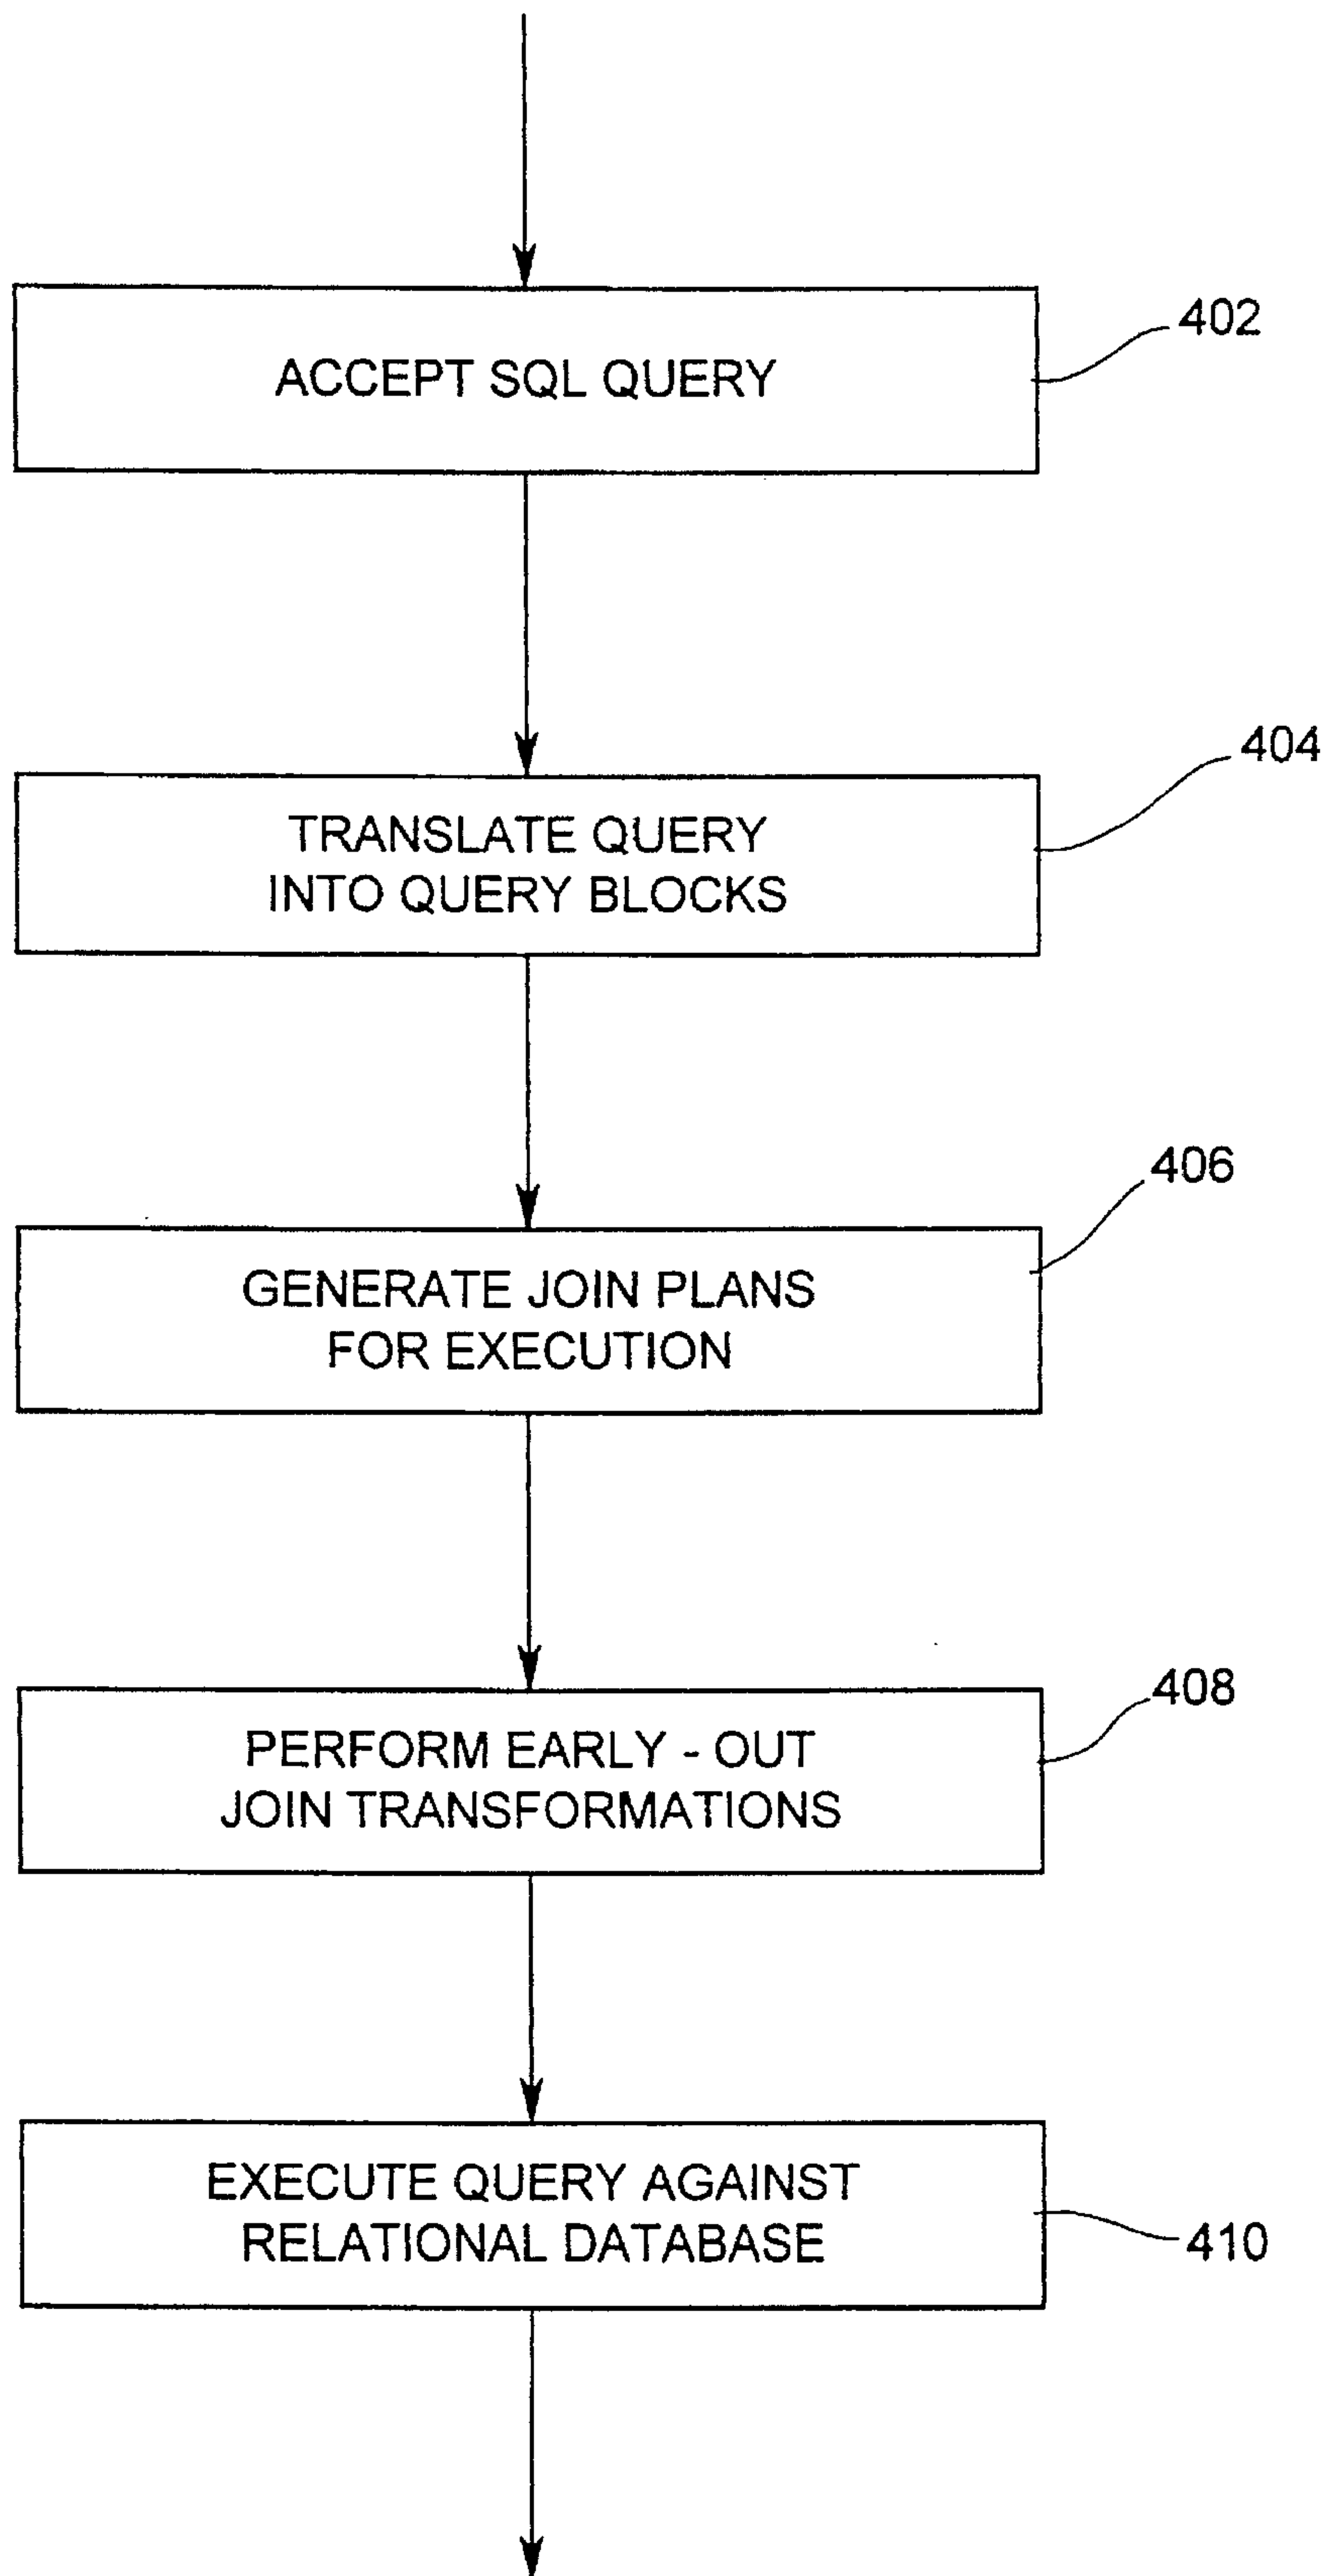 ACCEPT SQL QUERY
402
TRANSLATE QUERY
INTO QUERY BLOCKS
404
GENERATE JOIN PLANS
FOR EXECUTION
406
PERFORM EARLY - OUT
JOIN TRANSFORMATIONS
408
EXECUTE QUERY AGAINST
RELATIONAL DATABASE
410